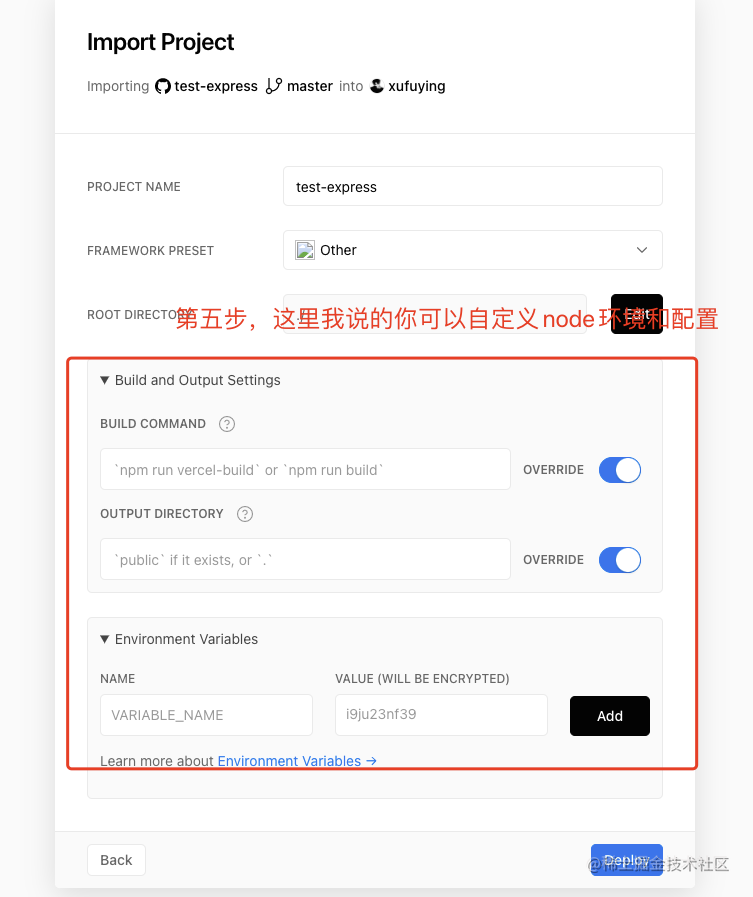 Import Project
Importing test-express master into xufuying
PROJECT NAME
test-express
FRAMEWORK PRESET
Other
ROOT DIRECTORY
./
Edit
第五步，这里我说的你可以自定义node环境和配置
Build and Output Settings
BUILD COMMAND ?
`npm run vercel-build` or `npm run build`
OVERRIDE
OUTPUT DIRECTORY ?
`public` if it exists, or `.`
OVERRIDE
Environment Variables
NAME
VALUE (WILL BE ENCRYPTED)
VARIABLE_NAME
i9ju23nf39
Add
Learn more about Environment Variables →
Back
Deploy
@稀土掘金技术社区